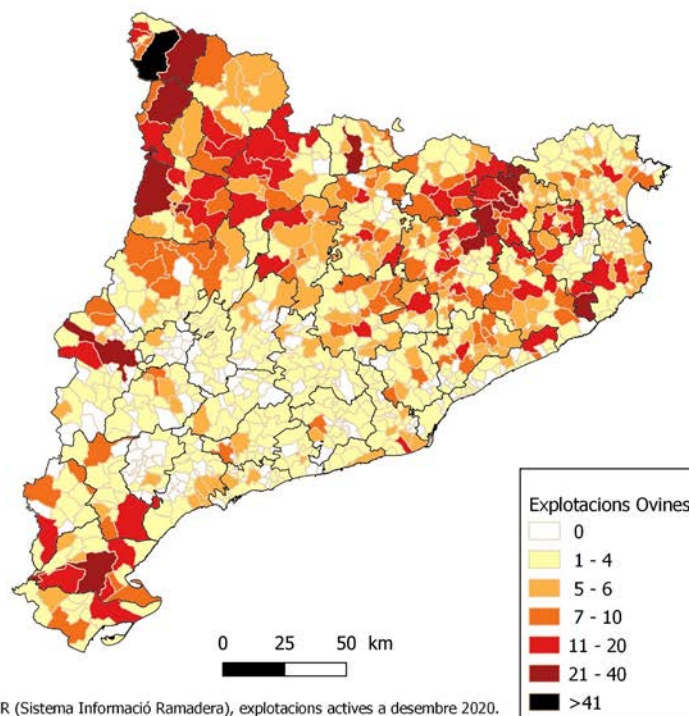 Explotacions Ovines
0
1 - 4
5 - 6
7 - 10
11 - 20
21 - 40
>41
0 25 50 km
R (Sistema Informació Ramadera), explotacions actives a desembre 2020.